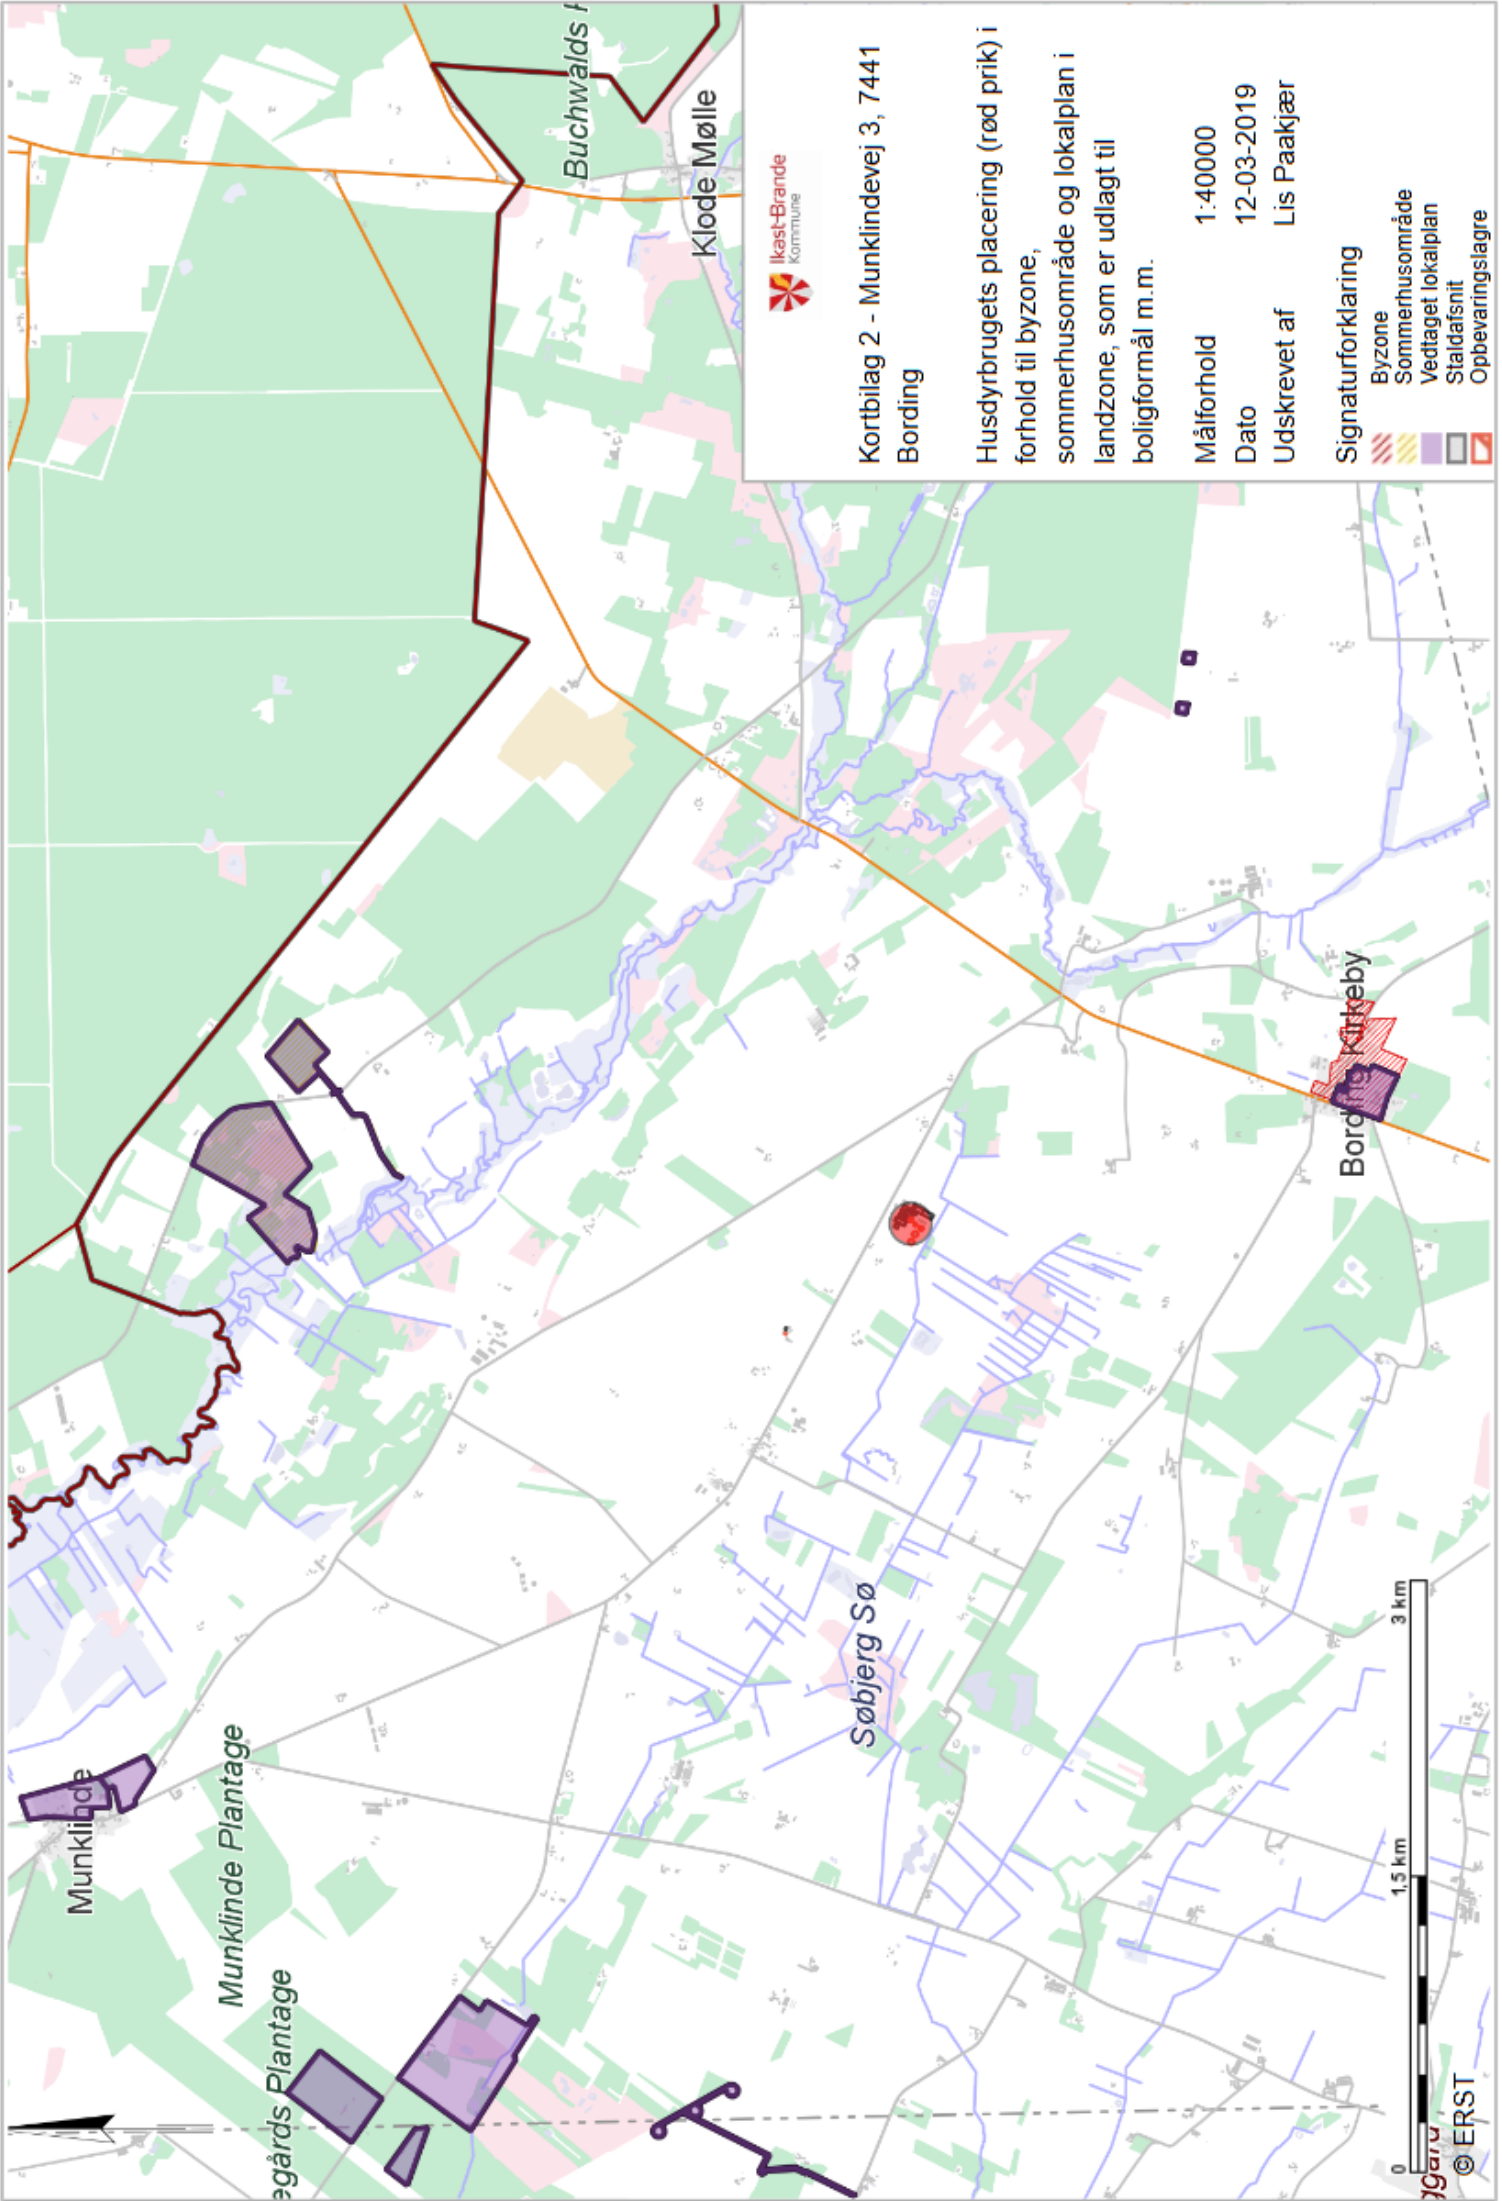 Buchwalds P
Klode Mølle
Munklinde
Munklinde Plantage
egårds Plantage
Søbjerg Sø
Bording Kirkeby
Ikast-Brande
Kommune
Kortbilag 2 - Munklindevej 3, 7441
Bording
Husdyrbrugets placering (rød prik) i
forhold til byzone,
sommerhusområde og lokalplan i
landzone, som er udlagt til
boligformål m.m.
Målforhold 1:40000
Dato 12-03-2019
Udskrevet af Lis Paakjær
Signaturforklaring
Byzone
Sommerhusområde
Vedtaget lokalplan
Staldafsnit
Opbevaringslagre
0 1,5 km 3 km
© ERST